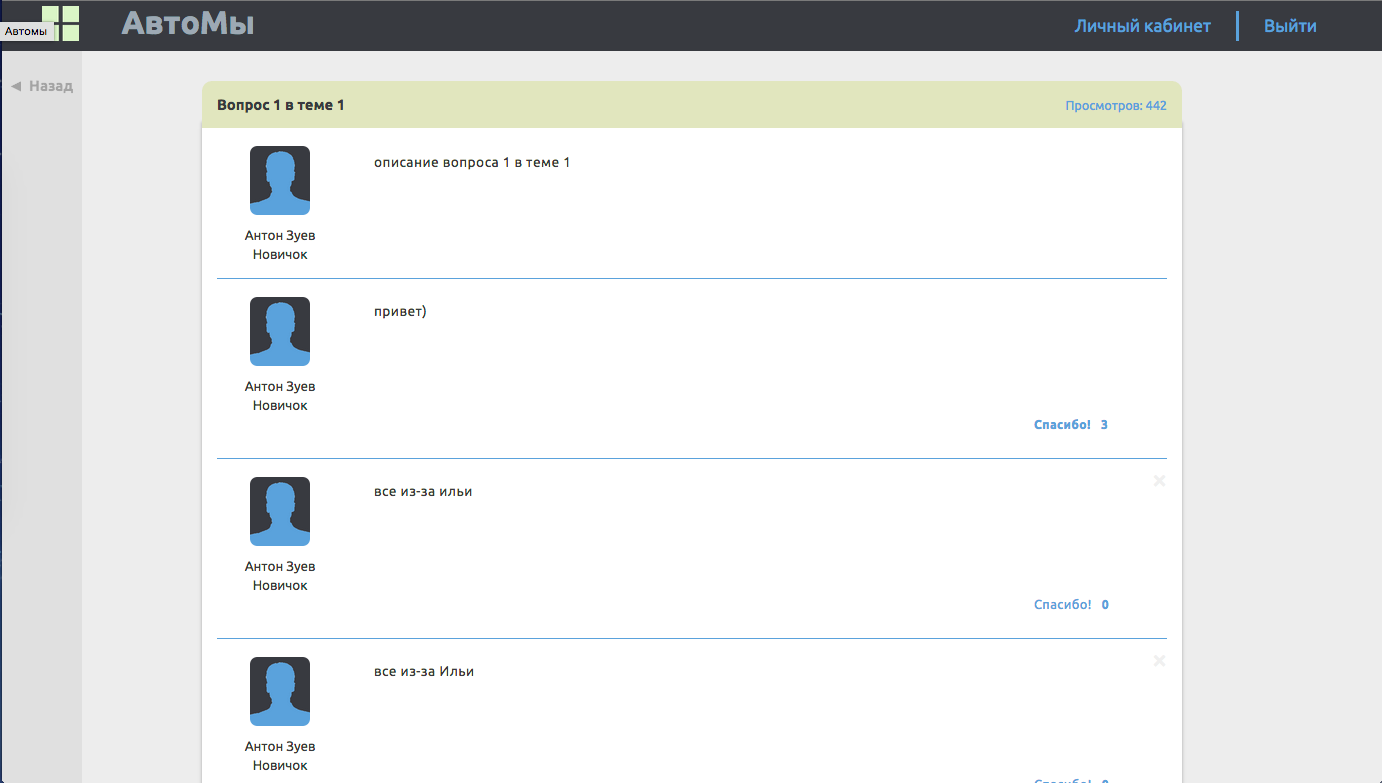 АвтоМы
Личный кабинет
Выйти
Автомы
◄ Назад
Вопрос 1 в теме 1
Просмотров: 442
описание вопроса 1 в теме 1
Антон Зуев
Новичок
привет)
Антон Зуев
Новичок
Спасибо! 3
все из-за ильи
Антон Зуев
Новичок
Спасибо! 0
все из-за Ильи
Антон Зуев
Новичок